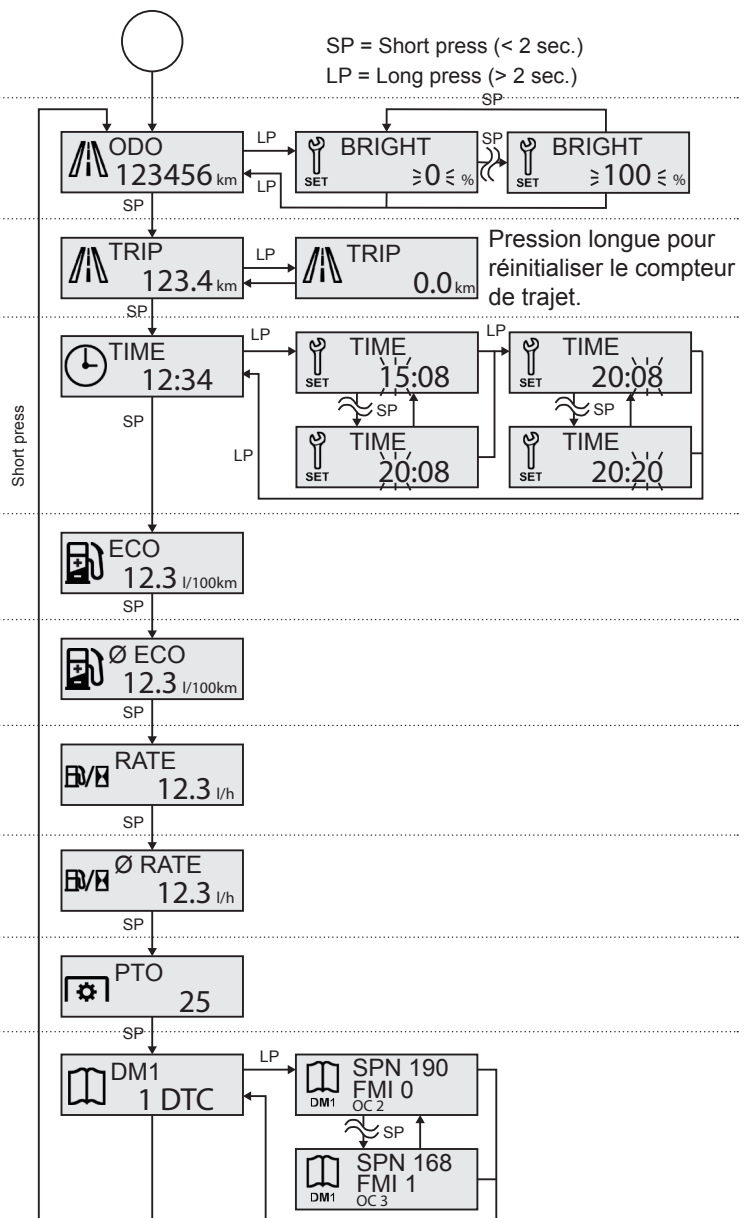 SP = Short press (< 2 sec.)
LP = Long press (> 2 sec.)
SP
ODO
123456 km
LP
LP
SET
BRIGHT
0 %
SP
SET
BRIGHT
100 %
SP
TRIP
123.4 km
LP
TRIP
0.0 km
Pression longue pour
réinitialiser le compteur
de trajet.
SP
TIME
12:34
LP
SET
TIME
15:08
LP
SET
TIME
20:08
SP
SP
SET
TIME
20:08
SET
TIME
20:20
SP
LP
Short press
ECO
12.3 l/100km
SP
Ø ECO
12.3 l/100km
SP
RATE
12.3 l/h
SP
Ø RATE
12.3 l/h
SP
PTO
25
SP
DM1
1 DTC
LP
DM1
SPN 190
FMI 0
OC 2
SP
DM1
SPN 168
FMI 1
OC 3